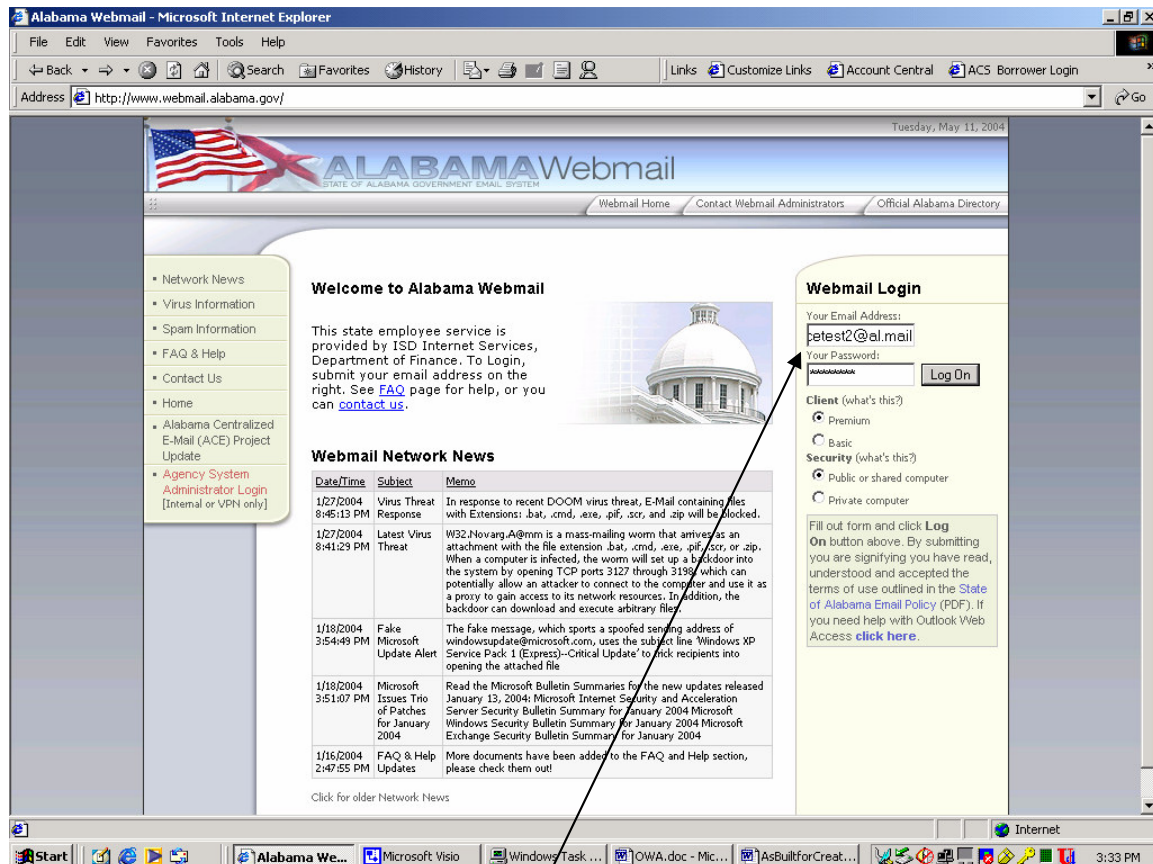 Alabama Webmail - Microsoft Internet Explorer
File Edit View Favorites Tools Help
Back Search Favorites History Links Customize Links Account Central ACS Borrower Login »
Address http://www.webmail.alabama.gov/ Go
Tuesday, May 11, 2004
ALABAMA Webmail
STATE OF ALABAMA GOVERNMENT EMAIL SYSTEM
Webmail Home Contact Webmail Administrators Official Alabama Directory
Network News
Virus Information
Spam Information
FAQ & Help
Contact Us
Home
Alabama Centralized
E-Mail (ACE) Project
Update
Agency System
Administrator Login
[Internal or VPN only]
Welcome to Alabama Webmail
This state employee service is
provided by ISD Internet Services,
Department of Finance. To Login,
submit your email address on the
right. See FAQ page for help, or you
can contact us.
Webmail Network News
Date/Time Subject Memo
1/27/2004 Virus Threat In response to recent DOOM virus threat, E-Mail containing files
8:45:13 PM Response with Extensions: .bat, .cmd, .exe, .pif, .scr, and .zip will be blocked.
1/27/2004 Latest Virus W32.Novarg.A@mm is a mass-mailing worm that arrives as an
8:41:29 PM Threat attachment with the file extension .bat, .cmd, .exe, .pif, .scr, or .zip.
When a computer is infected, the worm will set up a backdoor into
the system by opening TCP ports 3127 through 3198, which can
potentially allow an attacker to connect to the computer and use it as
a proxy to gain access to its network resources. In addition, the
backdoor can download and execute arbitrary files.
1/18/2004 Fake The fake message, which sports a spoofed sending address of
3:54:49 PM Microsoft windowsupdate@microsoft.com, uses the subject line 'Windows XP
Update Alert Service Pack 1 (Express)--Critical Update' to trick recipients into
opening the attached file
1/18/2004 Microsoft Read the Microsoft Bulletin Summaries for the new updates released
3:51:07 PM Issues Trio January 13, 2004: Microsoft Internet Security and Acceleration
of Patches Server Security Bulletin Summary for January 2004 Microsoft
for January Windows Security Bulletin Summary for January 2004 Microsoft
2004 Exchange Security Bulletin Summary for January 2004
1/16/2004 FAQ & Help More documents have been added to the FAQ and Help section,
2:47:55 PM Updates please check them out!
Click for older Network News
Webmail Login
Your Email Address:
cetest2@al.mail
Your Password:
********* Log On
Client (what's this?)
Premium
Basic
Security (what's this?)
Public or shared computer
Private computer
Fill out form and click Log
On button above. By submitting
you are signifying you have read,
understood and accepted the
terms of use outlined in the State
of Alabama Email Policy (PDF). If
you need help with Outlook Web
Access click here.
Internet
Start Alabama We... Microsoft Visio Windows Task ... OWA.doc - Mic... AsBuiltforCreat... 3:33 PM